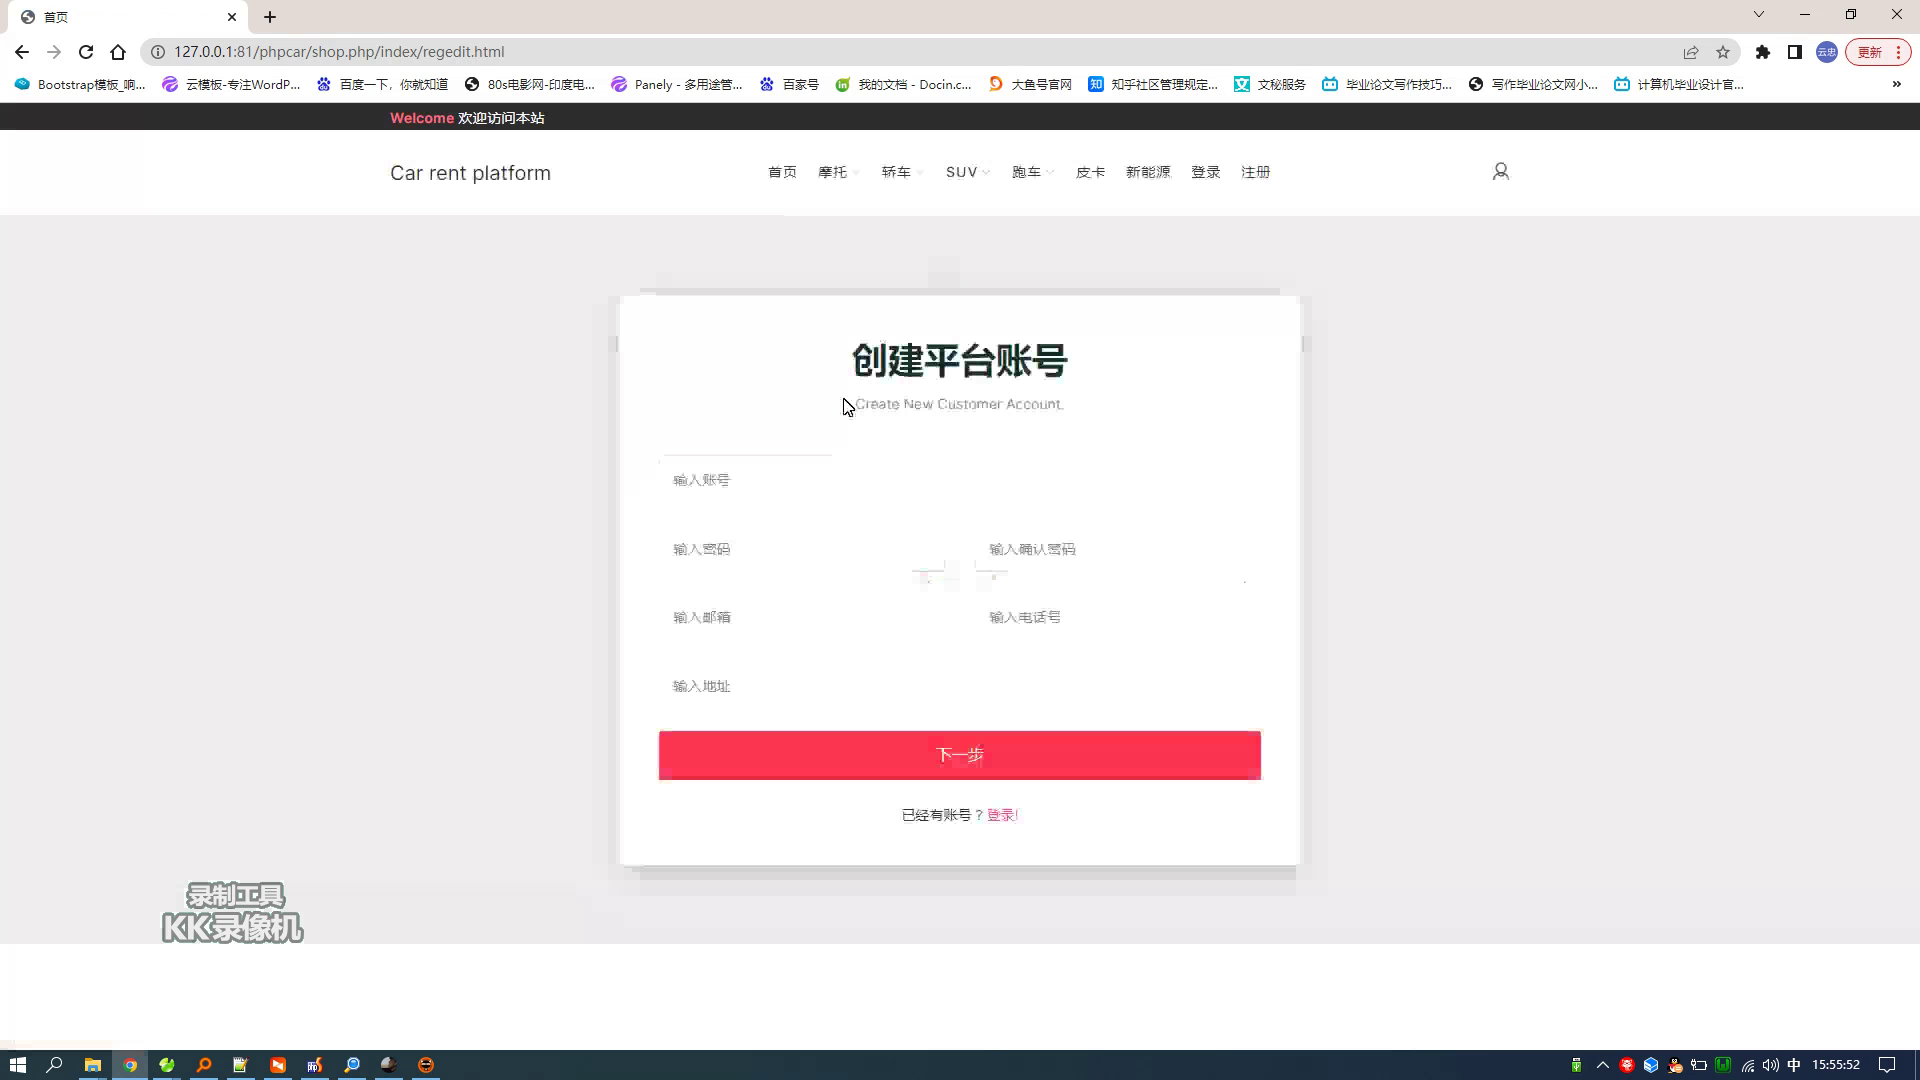 首页
127.0.0.1:81/phpcar/shop.php/index/regedit.html
云忠
更新
Bootstrap模板_响... 云模板-专注WordP... 百度一下，你就知道 80s电影网-印度电... Panely - 多用途管... 百家号 我的文档 - Docin.c... 大鱼号官网 知乎社区管理规定... 文秘服务 毕业论文写作技巧... 写作毕业论文网小... 计算机毕业设计官... »
Welcome 欢迎访问本站
Car rent platform
首页 摩托 轿车 SUV 跑车 皮卡 新能源 登录 注册
创建平台账号
Create New Customer Account.
输入账号
输入密码 输入确认密码
输入邮箱 输入电话号
输入地址
下一步
已经有账号？登录!
录制工具
KK录像机
中 15:55:52